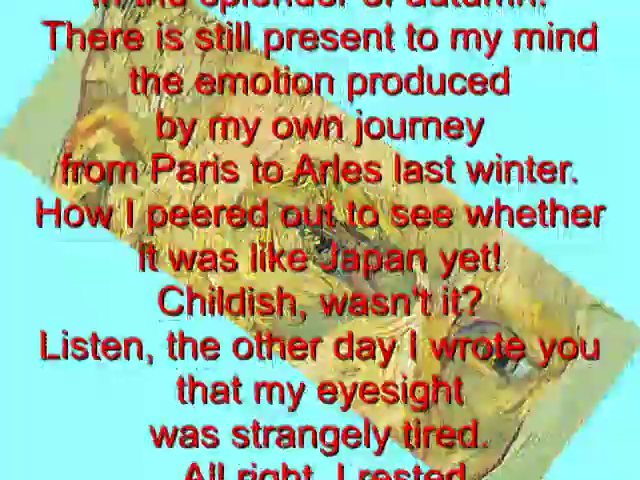 in the splendor of autumn.
There is still present to my mind
the emotion produced
by my own journey
from Paris to Arles last winter.
How I peered out to see whether
it was like Japan yet!
Childish, wasn't it?
Listen, the other day I wrote you
that my eyesight
was strangely tired.
All right, I rested